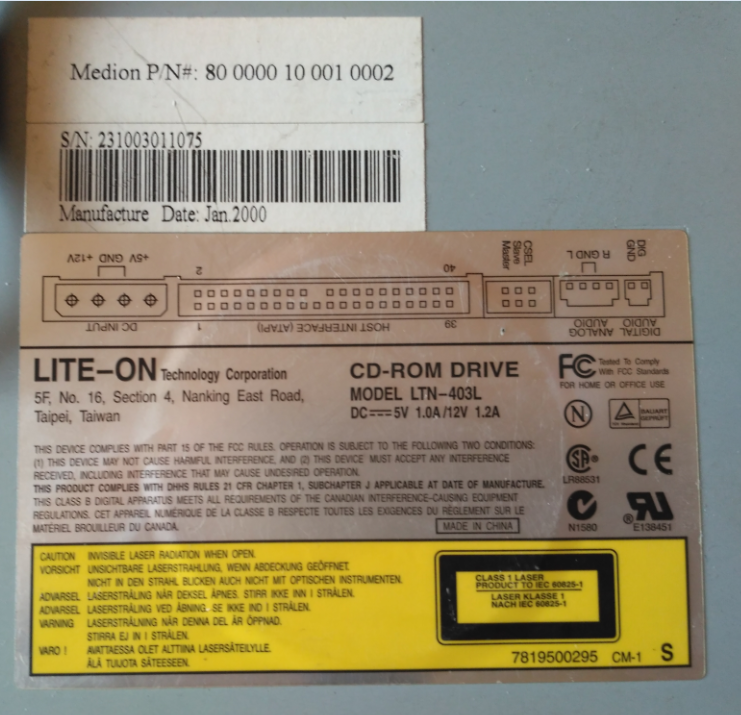 Medion P/N#: 80 0000 10 001 0002
S/N: 231003011075
Manufacture Date: Jan.2000
+5V GND +12V
2
40
CSEL
Slave
Master
R GND L
DIG
GND
DC INPUT
1
HOST INTERFACE (ATAPI)
39
ANALOG
AUDIO
DIGITAL
AUDIO
LITE-ON Technology Corporation
5F, No. 16, Section 4, Nanking East Road,
Taipei, Taiwan
CD-ROM DRIVE
MODEL LTN-403L
DC 5V 1.0A/12V 1.2A
FC Tested To Comply
With FCC Standards
FOR HOME OR OFFICE USE
N
BAUART
GEPRÜFT
LR88531
CE
N1580
E138451
THIS DEVICE COMPLIES WITH PART 15 OF THE FCC RULES. OPERATION IS SUBJECT TO THE FOLLOWING TWO CONDITIONS:
(1) THIS DEVICE MAY NOT CAUSE HARMFUL INTERFERENCE, AND (2) THIS DEVICE MUST ACCEPT ANY INTERFERENCE
RECEIVED, INCLUDING INTERFERENCE THAT MAY CAUSE UNDESIRED OPERATION.
THIS PRODUCT COMPLIES WITH DHHS RULES 21 CFR CHAPTER 1, SUBCHAPTER J APPLICABLE AT DATE OF MANUFACTURE.
THIS CLASS B DIGITAL APPARATUS MEETS ALL REQUIREMENTS OF THE CANADIAN INTERFERENCE-CAUSING EQUIPMENT
REGULATIONS. CET APPAREIL NUMÉRIQUE DE LA CLASSE B RESPECTE TOUTES LES EXIGENCES DU RÈGLEMENT SUR LE
MATÉRIEL BROUILLEUR DU CANADA.
MADE IN CHINA
CAUTION INVISIBLE LASER RADIATION WHEN OPEN.
VORSICHT UNSICHTBARE LASERSTRAHLUNG, WENN ABDECKUNG GEÖFFNET.
NICHT IN DEN STRAHL BLICKEN AUCH NICHT MIT OPTISCHEN INSTRUMENTEN.
ADVARSEL LASERSTRÅLING NÅR DEKSEL ÅPNES. STIRR IKKE INN I STRÅLEN.
ADVARSEL LASERSTRÅLING VED ÅBNING. SE IKKE IND I STRÅLEN.
VARNING LASERSTRÅLNING NÄR DENNA DEL ÄR ÖPPNAD.
STIRRA EJ IN I STRÅLEN.
VARO ! AVATTAESSA OLET ALTTIINA LASERSÄTEILYLLE.
ÄLÄ TUIJOTA SÄTEESEEN.
CLASS 1 LASER
PRODUCT TO IEC 60825-1
LASER KLASSE 1
NACH IEC 60825-1
7819500295 CM-1 S